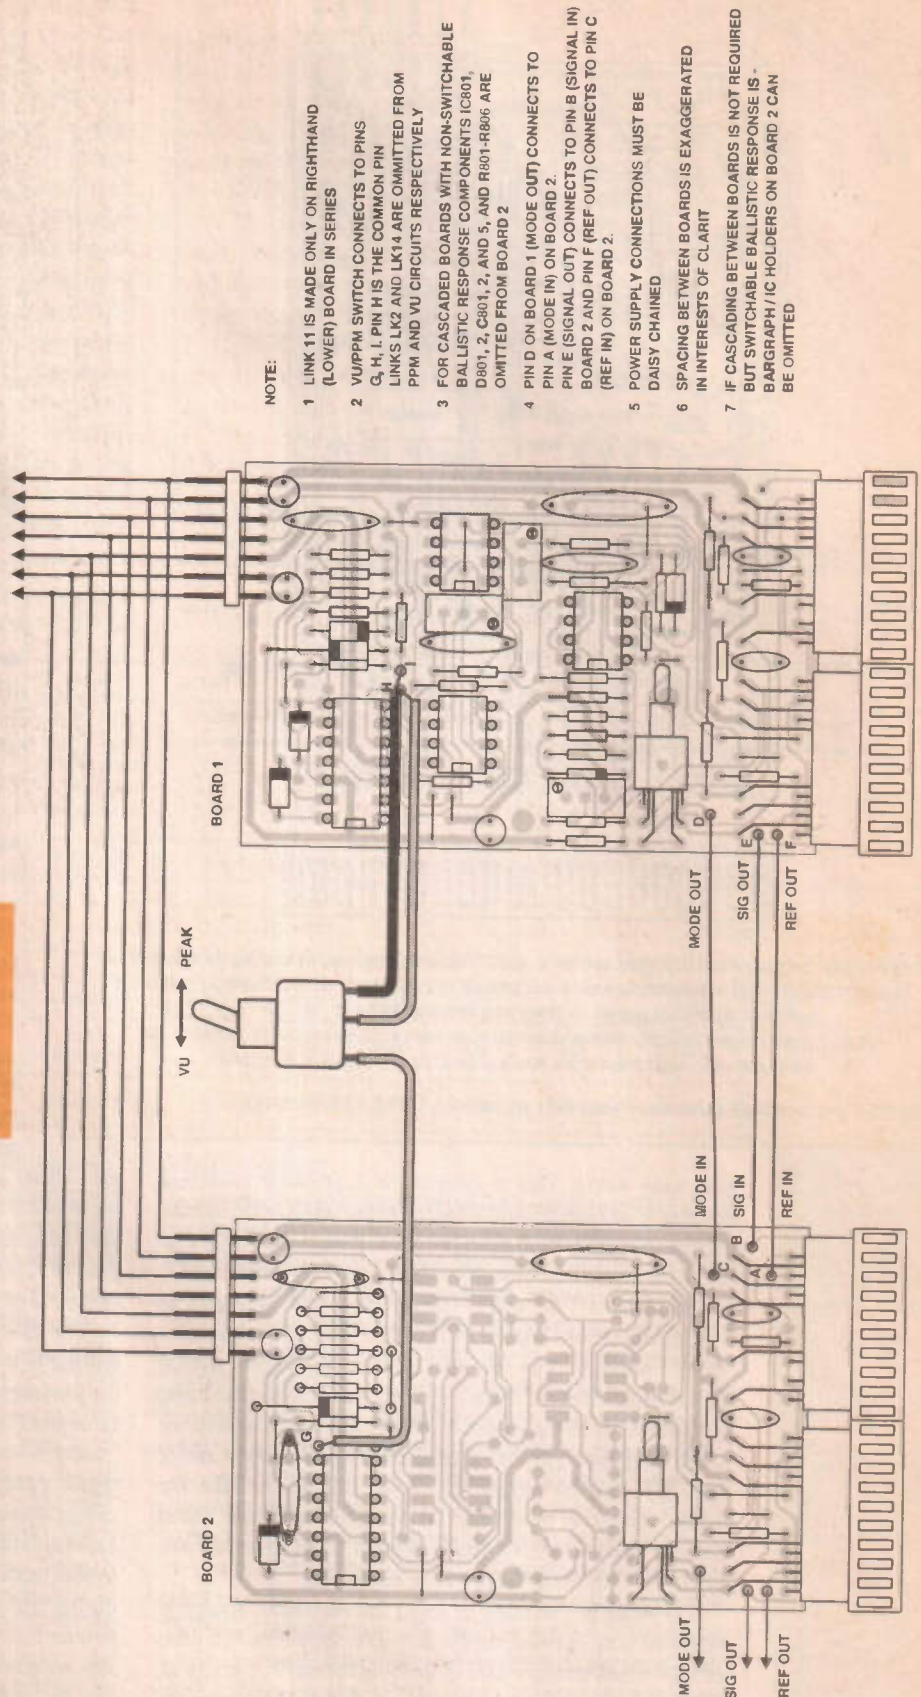 NOTE:
1 LINK 11 IS MADE ONLY ON RIGHTHAND
(LOWER) BOARD IN SERIES
2 VU/PPM SWITCH CONNECTS TO PINS
G, H, I. PIN H IS THE COMMON PIN
LINKS LK2 AND LK14 ARE OMMITTED FROM
PPM AND VU CIRCUITS RESPECTIVELY
3 FOR CASCADED BOARDS WITH NON-SWITCHABLE
BALLISTIC RESPONSE COMPONENTS IC801,
D801, 2, C801, 2, AND 5, AND R801-R806 ARE
OMITTED FROM BOARD 2
4 PIN D ON BOARD 1 (MODE OUT) CONNECTS TO
PIN A (MODE IN) ON BOARD 2.
PIN E (SIGNAL OUT) CONNECTS TO PIN B (SIGNAL IN)
BOARD 2 AND PIN F (REF OUT) CONNECTS TO PIN C
(REF IN) ON BOARD 2.
5 POWER SUPPLY CONNECTIONS MUST BE
DAISY CHAINED
6 SPACING BETWEEN BOARDS IS EXAGGERATED
IN INTERESTS OF CLARIT
7 IF CASCADING BETWEEN BOARDS IS NOT REQUIRED
BUT SWITCHABLE BALLISTIC RESPONSE IS -
BARGRAPH / IC HOLDERS ON BOARD 2 CAN
BE OMITTED
BOARD 2
G
VU
PEAK
BOARD 1
H
I
MODE OUT
SIG OUT
REF OUT
C
B
A
MODE IN
SIG IN
REF IN
MODE OUT
SIG OUT
REF OUT
D
E
F